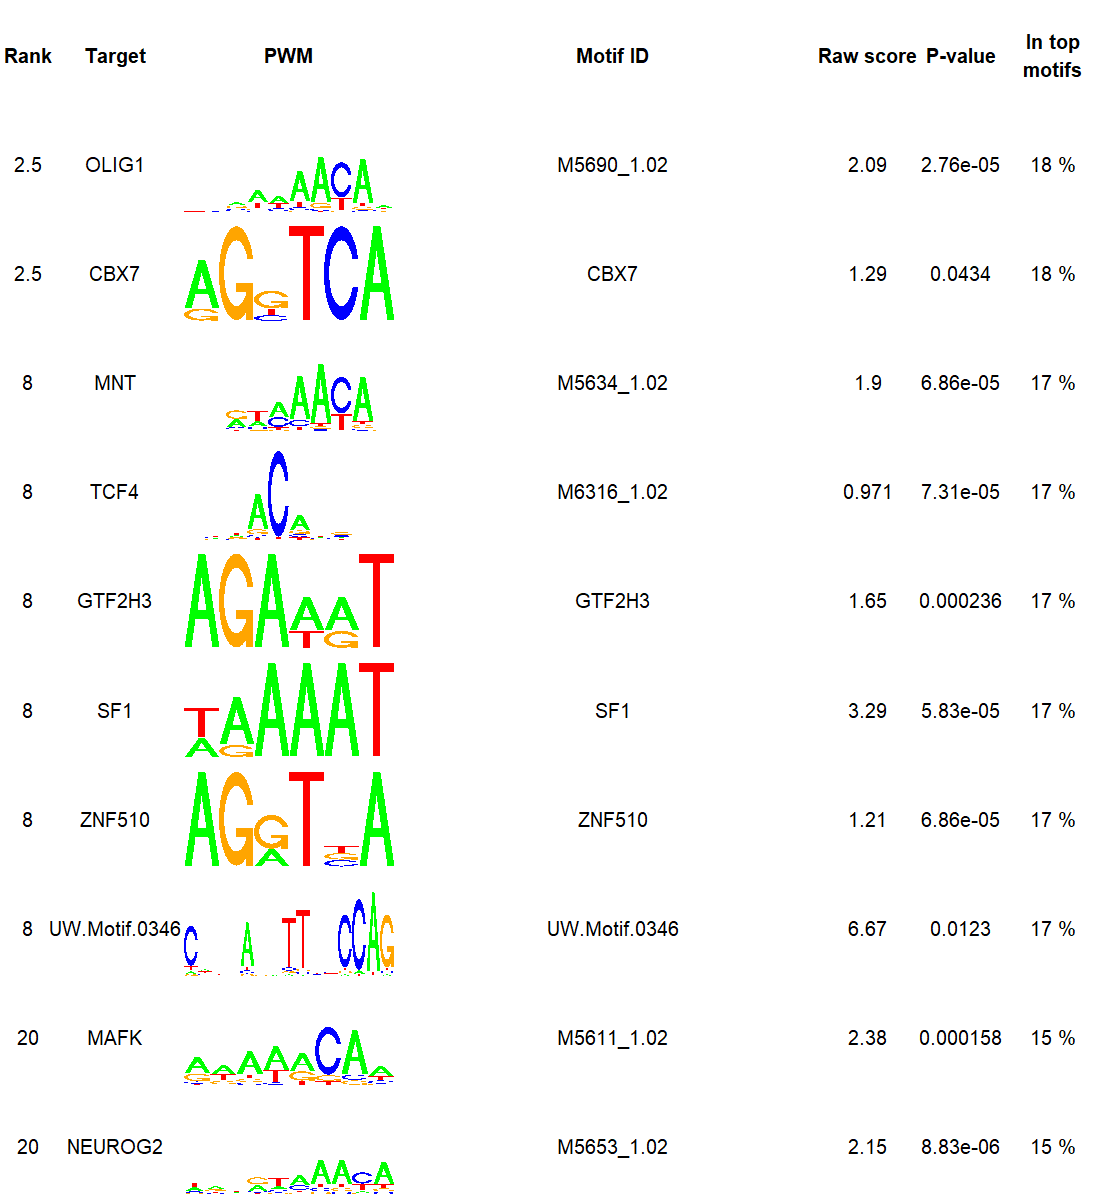 Rank Target PWM Motif ID Raw score P-value In top motifs
2.5 OLIG1 M5690_1.02 2.09 2.76e-05 18 %
2.5 CBX7 CBX7 1.29 0.0434 18 %
8 MNT M5634_1.02 1.9 6.86e-05 17 %
8 TCF4 M6316_1.02 0.971 7.31e-05 17 %
8 GTF2H3 GTF2H3 1.65 0.000236 17 %
8 SF1 SF1 3.29 5.83e-05 17 %
8 ZNF510 ZNF510 1.21 6.86e-05 17 %
8 UW.Motif.0346 UW.Motif.0346 6.67 0.0123 17 %
20 MAFK M5611_1.02 2.38 0.000158 15 %
20 NEUROG2 M5653_1.02 2.15 8.83e-06 15 %